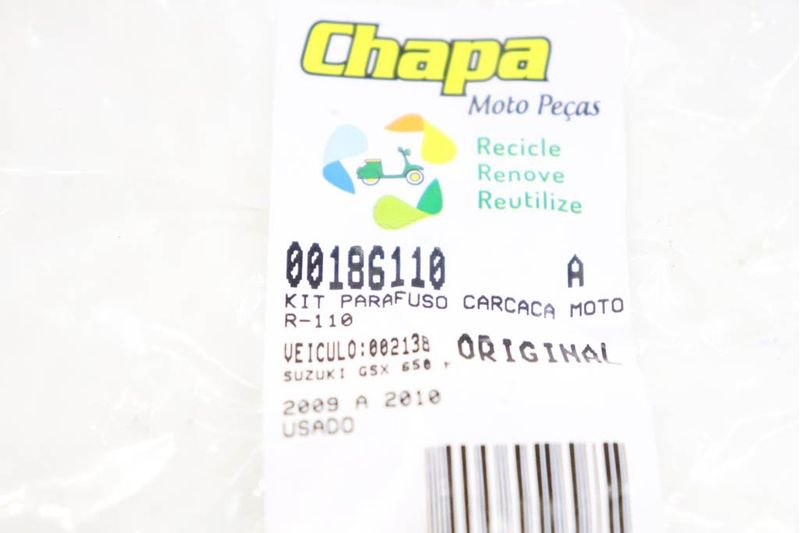 Chapa
Moto Peças
Recicle
Renove
Reutilize
00186110 A
KIT PARAFUSO CARCACA MOTO
R-110
VEICULO:002138 ORIGINAL
SUZUKI GSX 650
2009 A 2010
USADO